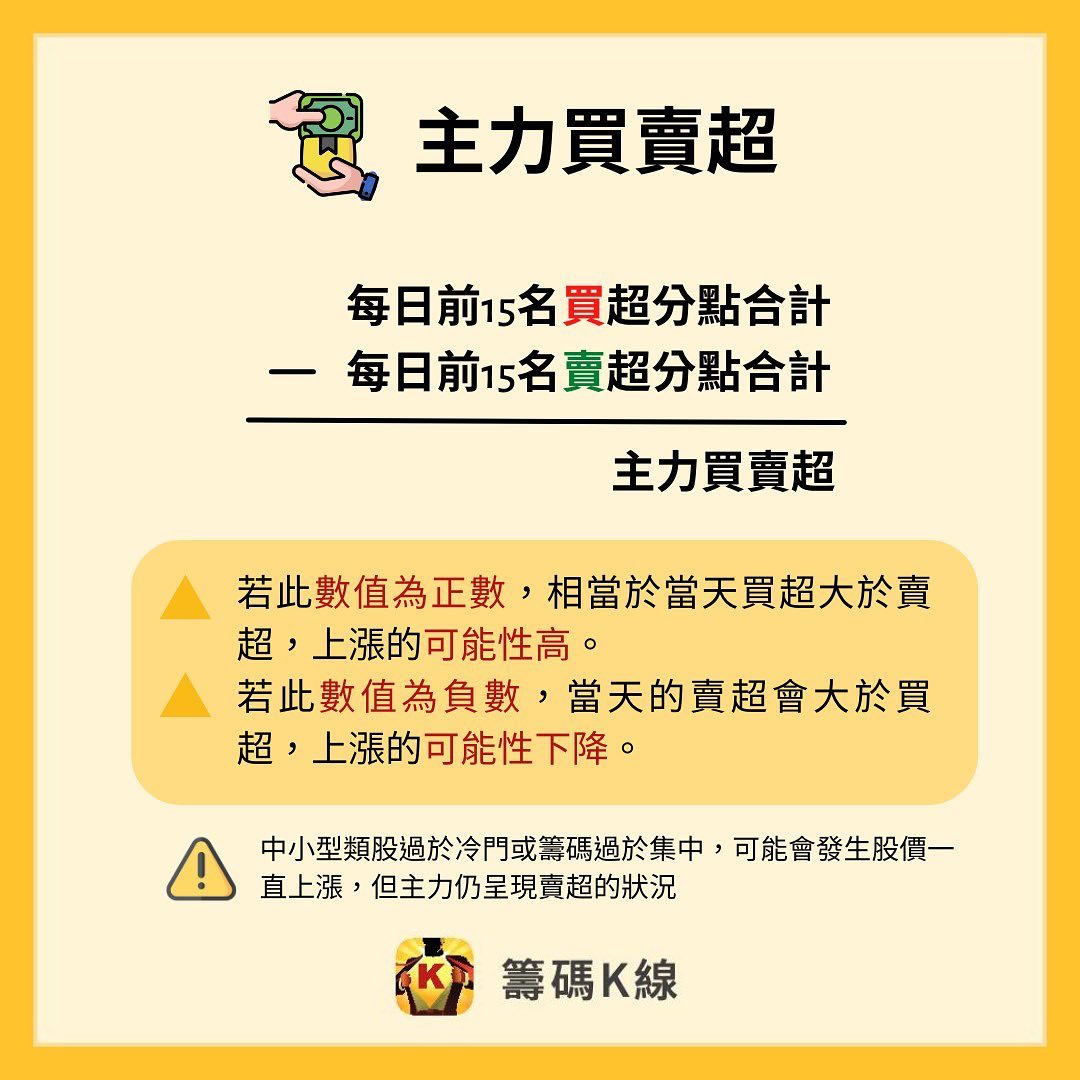 主力買賣超
每日前15名買超分點合計
— 每日前15名賣超分點合計
主力買賣超
若此數值為正數，相當於當天買超大於賣
超，上漲的可能性高。
若此數值為負數，當天的賣超會大於買
超，上漲的可能性下降。
中小型類股過於冷門或籌碼過於集中，可能會發生股價一
直上漲，但主力仍呈現賣超的狀況
K 籌碼K線